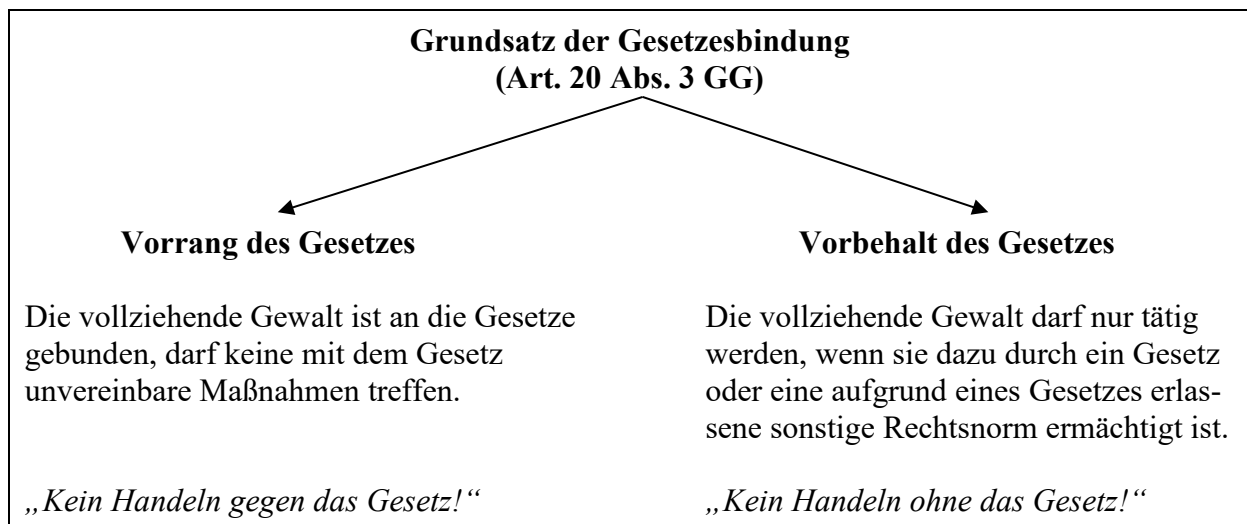 Grundsatz der Gesetzesbindung
(Art. 20 Abs. 3 GG)
Vorrang des Gesetzes
Die vollziehende Gewalt ist an die Gesetze
gebunden, darf keine mit dem Gesetz
unvereinbare Maßnahmen treffen.
„Kein Handeln gegen das Gesetz!“
Vorbehalt des Gesetzes
Die vollziehende Gewalt darf nur tätig
werden, wenn sie dazu durch ein Gesetz
oder eine aufgrund eines Gesetzes erlas-
sene sonstige Rechtsnorm ermächtigt ist.
„Kein Handeln ohne das Gesetz!“